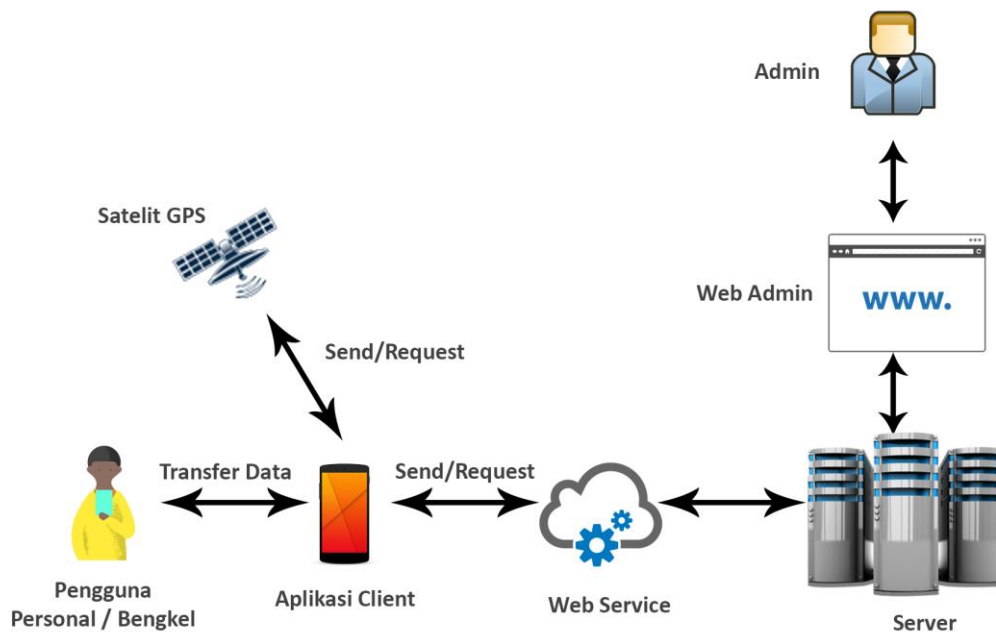 Admin
Satelit GPS
Web Admin
www.
Send/Request
Transfer Data
Send/Request
Pengguna
Personal / Bengkel
Aplikasi Client
Web Service
Server